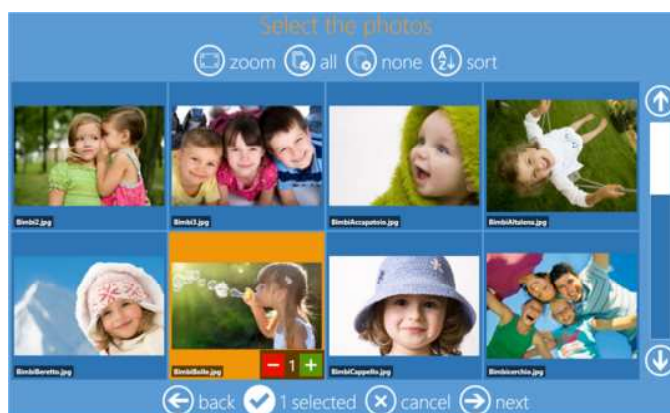 Select the photos
zoom all none sort
Bimbi2.jpg
Bimbi3.jpg
BimbiAccapatoio.jpg
BimbiAltalena.jpg
BimbiBeretto.jpg
BimbiBolle.jpg
1
BimbiCappello.jpg
Bimbicerchio.jpg
back 1 selected cancel next